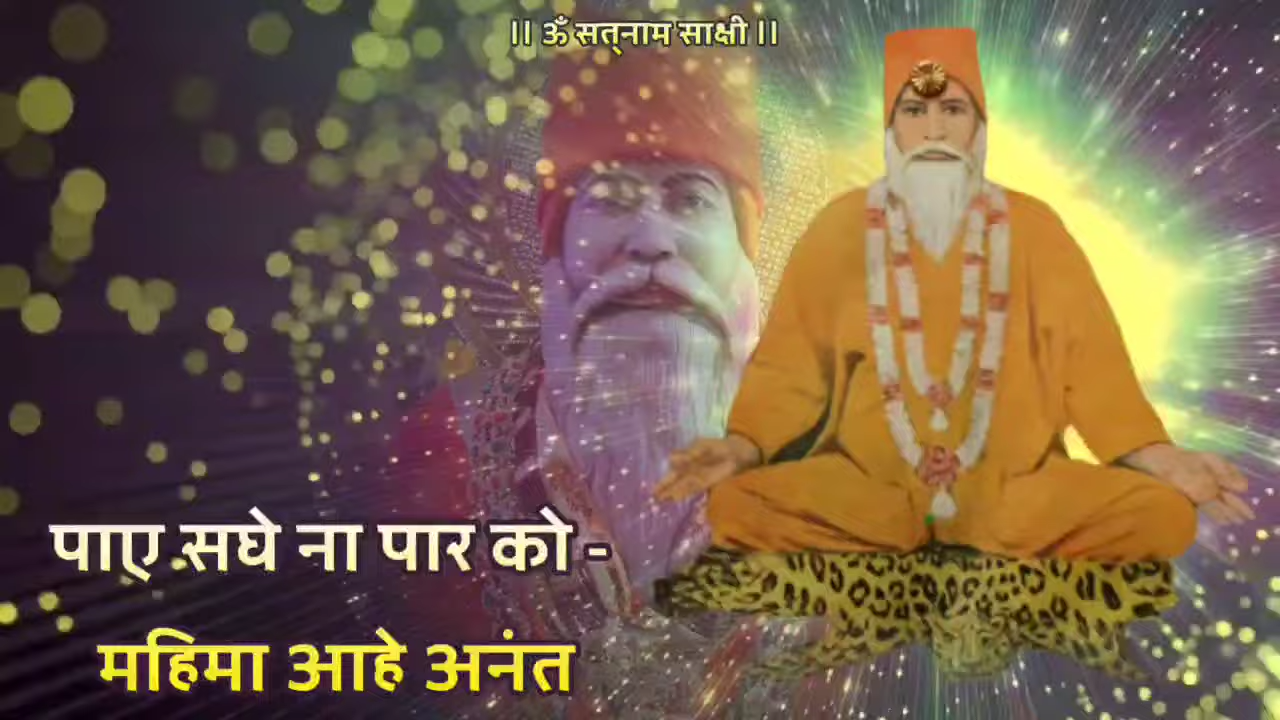 ।। ॐ सत्नाम साक्षी ।।
पाए सघे ना पार को -
महिमा आहे अनंत